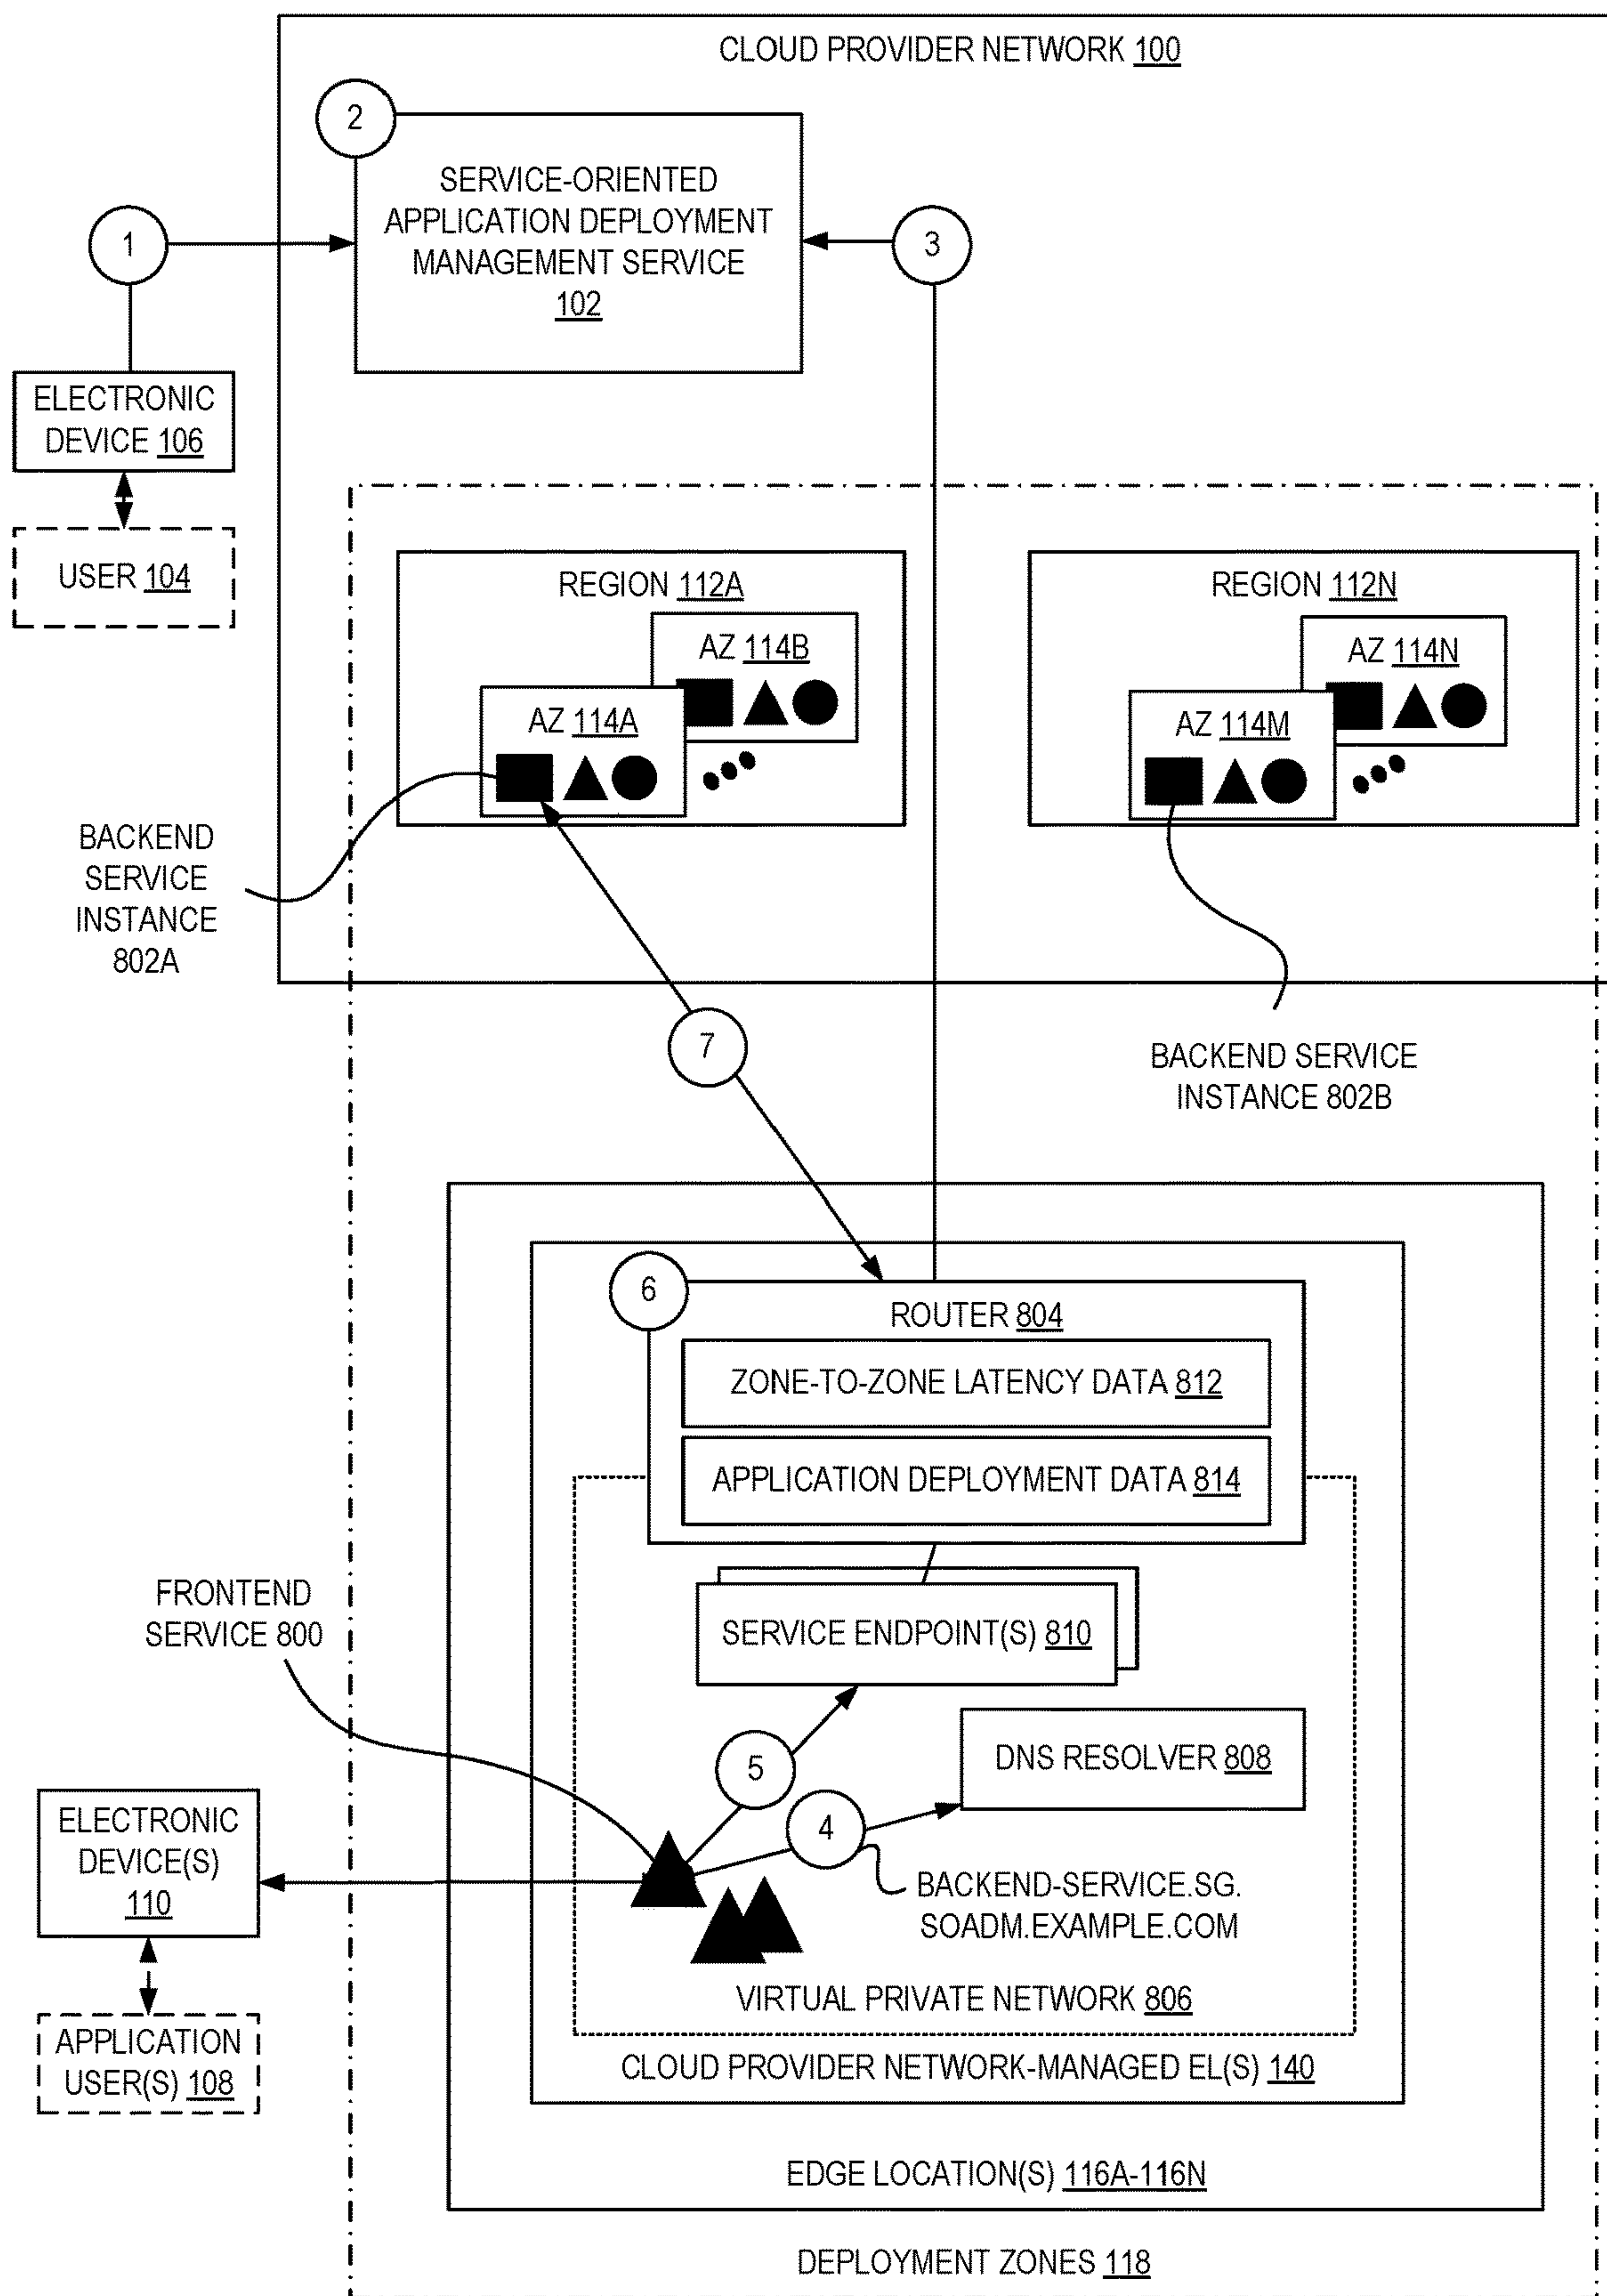 CLOUD PROVIDER NETWORK 100
2
SERVICE-ORIENTED
APPLICATION DEPLOYMENT
MANAGEMENT SERVICE
102
1
3
ELECTRONIC
DEVICE 106
USER 104
REGION 112A
AZ 114B
AZ 114A
REGION 112N
AZ 114N
AZ 114M
BACKEND
SERVICE
INSTANCE
802A
7
BACKEND SERVICE
INSTANCE 802B
6
ROUTER 804
ZONE-TO-ZONE LATENCY DATA 812
APPLICATION DEPLOYMENT DATA 814
FRONTEND
SERVICE 800
SERVICE ENDPOINT(S) 810
5
DNS RESOLVER 808
4
ELECTRONIC
DEVICE(S)
110
BACKEND-SERVICE.SG.
SOADM.EXAMPLE.COM
VIRTUAL PRIVATE NETWORK 806
APPLICATION
USER(S) 108
CLOUD PROVIDER NETWORK-MANAGED EL(S) 140
EDGE LOCATION(S) 116A-116N
DEPLOYMENT ZONES 118